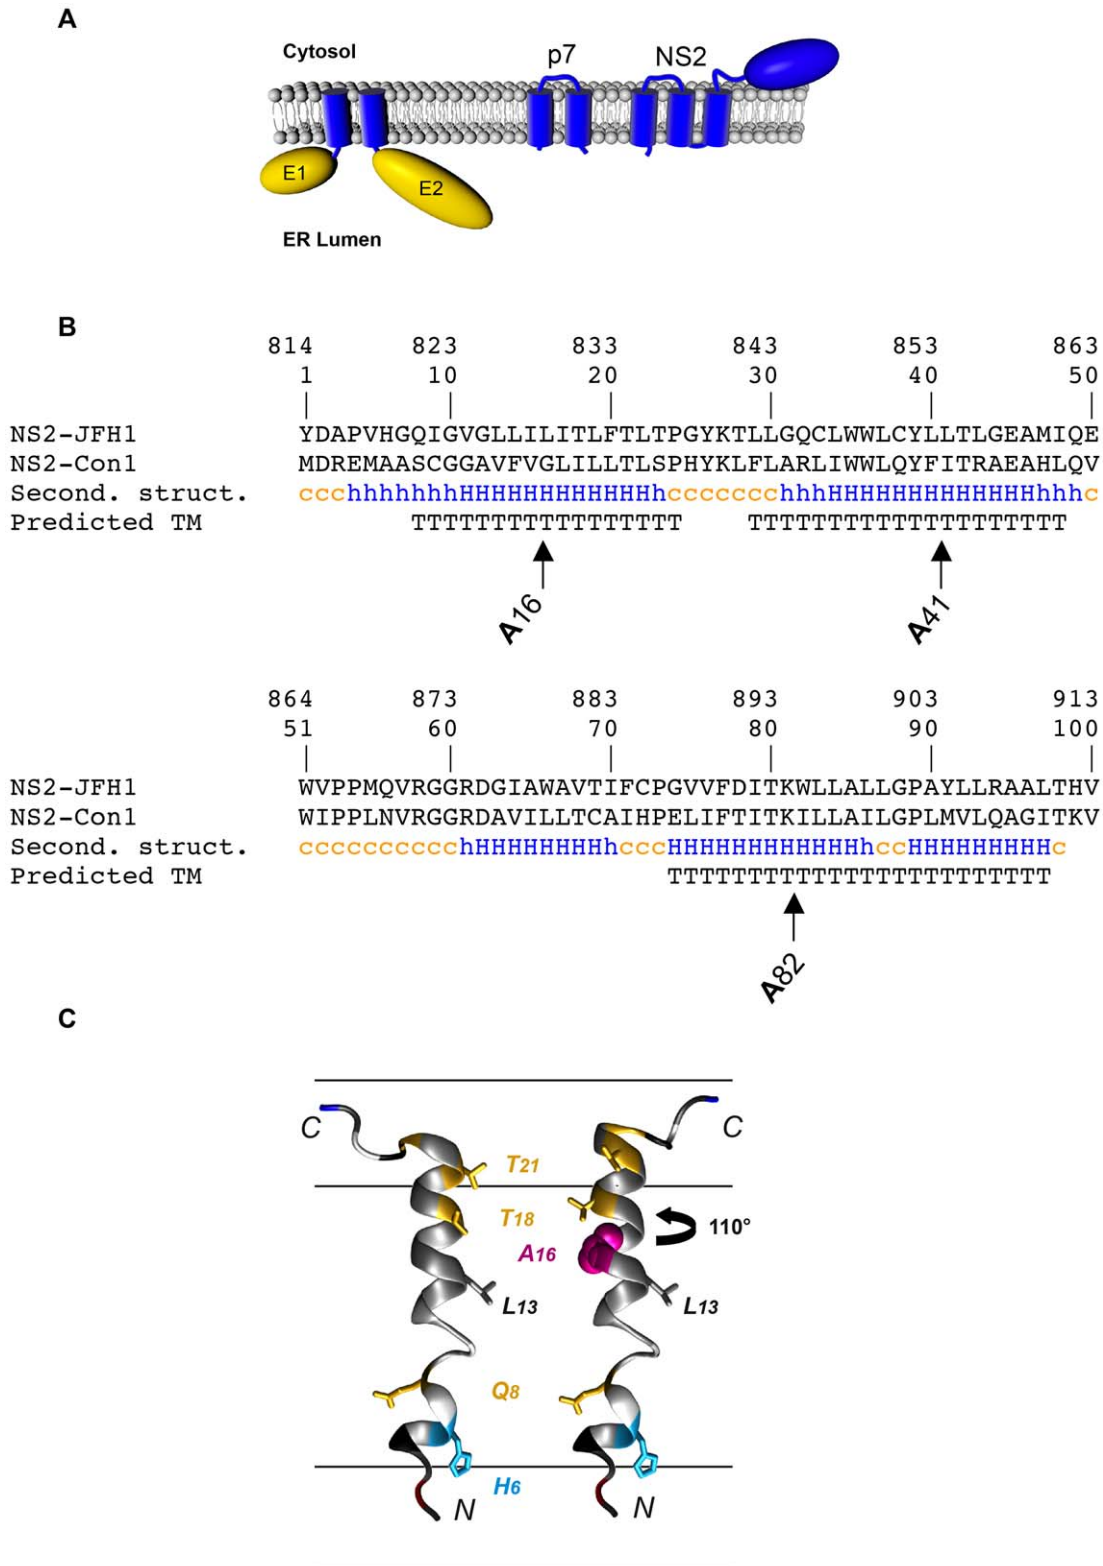 A
Cytosol
p7
NS2
E1
E2
ER Lumen
B
814 823 833 843 853 863
1 10 20 30 40 50
NS2-JFH1 YDAPVHGQIGVGLLILITLFTLTPGYKTLLGQCLWWLCYLLTLGEAMIQE
NS2-Con1 MDREMAASCGGAVFVGLILLTLSPHYKLFLARLIWWLQYFITRAEAHLQV
Second. struct. ccchhhhhhhHHHHHHHHHHHHhccccccchhhHHHHHHHHHHHHHhhhc
Predicted TM TTTTTTTTTTTTTTTTT TTTTTTTTTTTTTTTTTTTT
A16
A41
864 873 883 893 903 913
51 60 70 80 90 100
NS2-JFH1 WVPPMQVRGGRDGIAWAVTIFCPGVVFDITKWLLALLGPAYLLRAALTHV
NS2-Con1 WIPPLNVRGGRDAVILLTCAIHPELIFTITKILLAILGPLMVLQAGITKV
Second. struct. cccccccccchHHHHHHHHhcccHHHHHHHHHHHHhccHHHHHHHHHc
Predicted TM TTTTTTTTTTTTTTTTTTTTTTTT
A82
C
C
C
T21
T18
110°
A16
L13
L13
Q8
H6
N
N